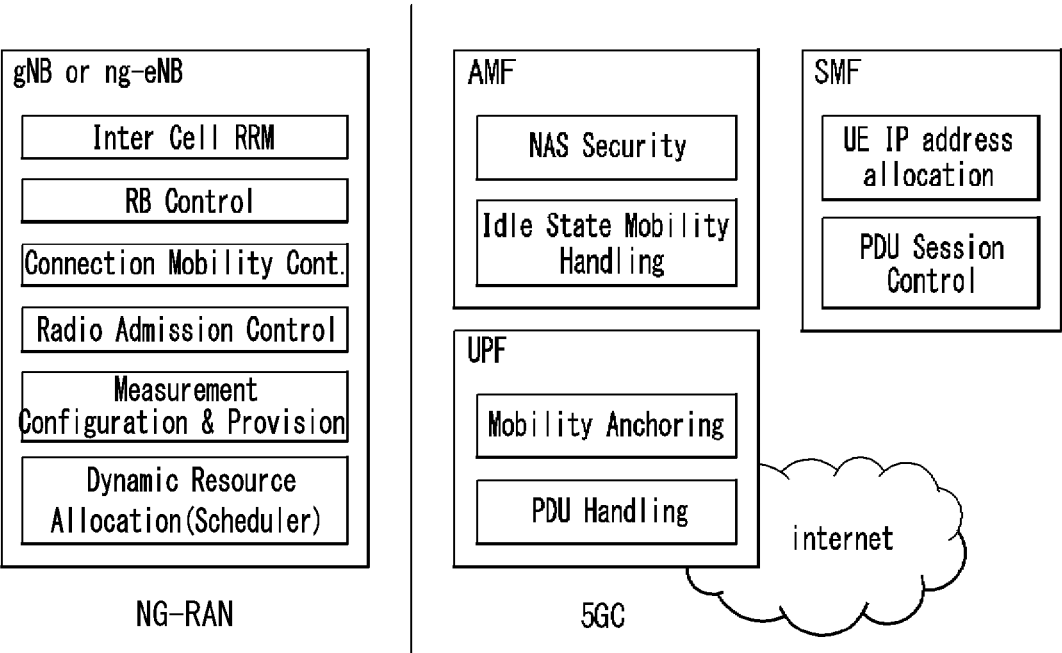 gNB or ng-eNB
Inter Cell RRM
RB Control
Connection Mobility Cont.
Radio Admission Control
Measurement
Configuration & Provision
Dynamic Resource
Allocation(Scheduler)
NG-RAN
AMF
NAS Security
Idle State Mobility
Handling
SMF
UE IP address
allocation
PDU Session
Control
UPF
Mobility Anchoring
PDU Handling
internet
5GC